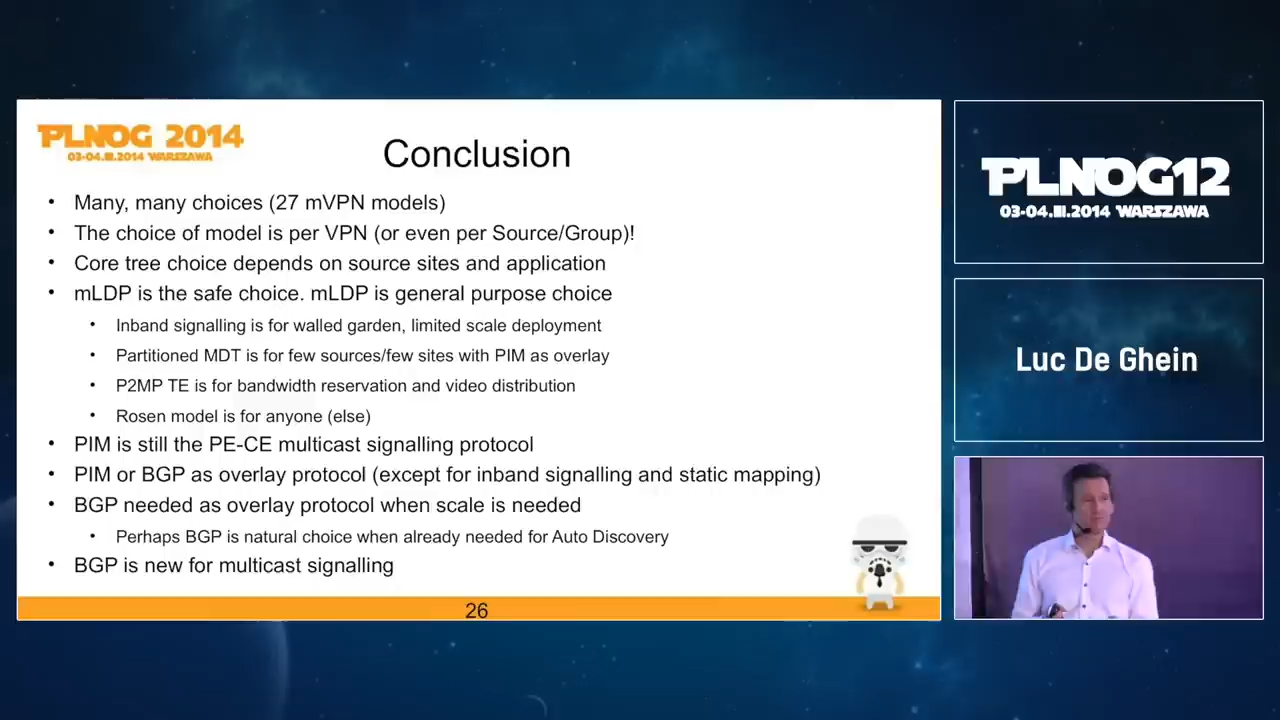 PLNOG 2014
03-04.III.2014 WARSZAWA
Conclusion
• Many, many choices (27 mVPN models)
• The choice of model is per VPN (or even per Source/Group)!
• Core tree choice depends on source sites and application
• mLDP is the safe choice. mLDP is general purpose choice
• Inband signalling is for walled garden, limited scale deployment
• Partitioned MDT is for few sources/few sites with PIM as overlay
• P2MP TE is for bandwidth reservation and video distribution
• Rosen model is for anyone (else)
• PIM is still the PE-CE multicast signalling protocol
• PIM or BGP as overlay protocol (except for inband signalling and static mapping)
• BGP needed as overlay protocol when scale is needed
• Perhaps BGP is natural choice when already needed for Auto Discovery
• BGP is new for multicast signalling
26
PLNOG12
03-04.III.2014 WARSZAWA
Luc De Ghein